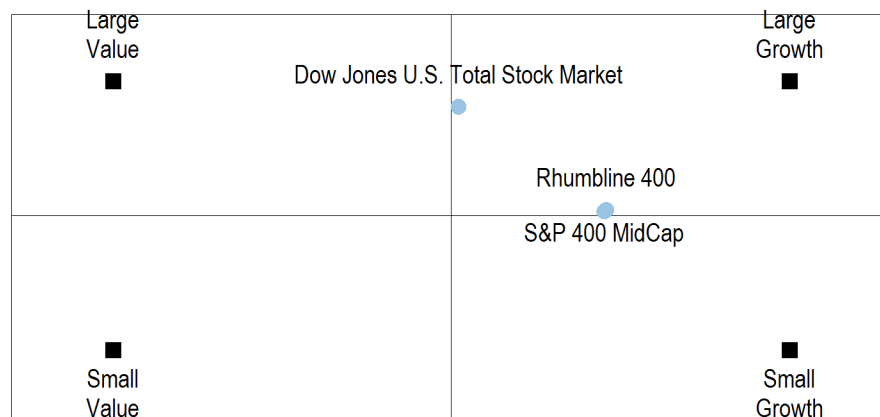 Large
Value
Large
Growth
Dow Jones U.S. Total Stock Market
Rhumbline 400
S&P 400 MidCap
Small
Value
Small
Growth